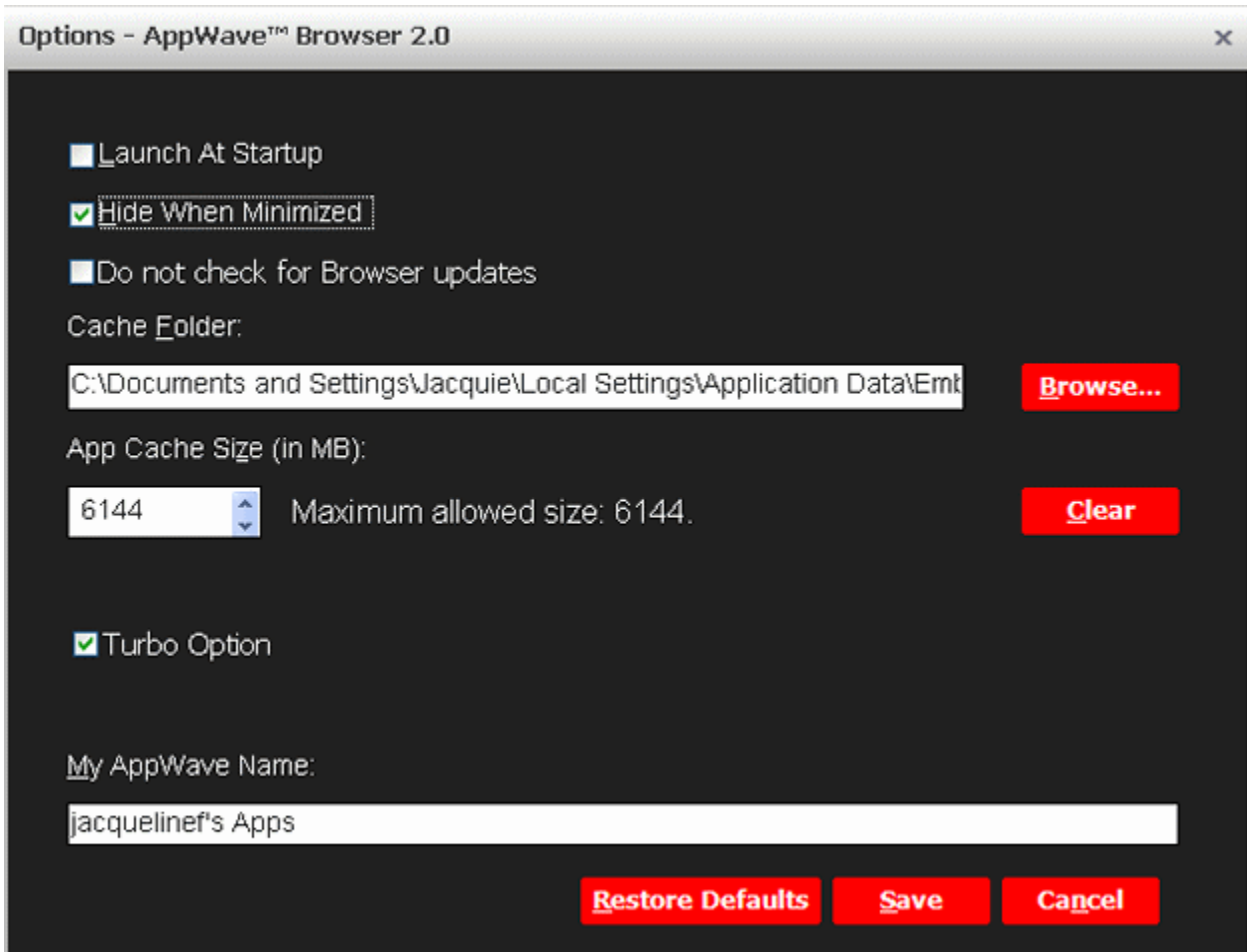 Options - AppWave™ Browser 2.0
Launch At Startup
Hide When Minimized
Do not check for Browser updates
Cache Folder:
C:\Documents and Settings\Jacquie\Local Settings\Application Data\Emb
Browse...
App Cache Size (in MB):
6144
Maximum allowed size: 6144.
Clear
Turbo Option
My AppWave Name:
jacquelinef's Apps
Restore Defaults
Save
Cancel